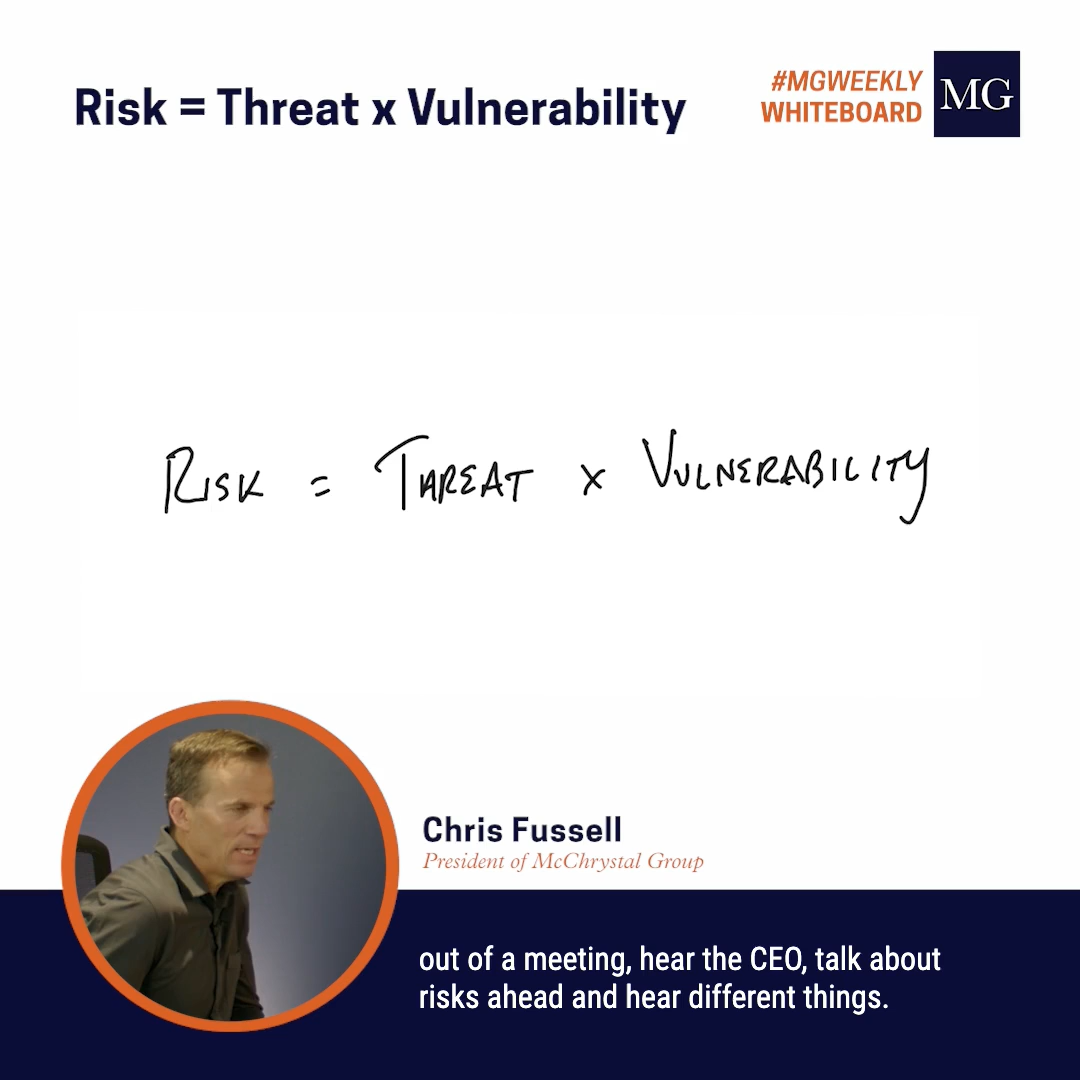 Risk = Threat x Vulnerability
#MGWEEKLY
WHITEBOARD
MG
RISK = THREAT x VULNERABILITY
Chris Fussell
President of McChrystal Group
out of a meeting, hear the CEO, talk about
risks ahead and hear different things.